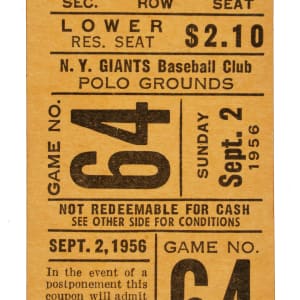 SEC. ROW SEAT
LOWER
RES. SEAT
$2.10
N. Y. GIANTS Baseball Club
POLO GROUNDS
GAME NO.
64
SUNDAY
Sept. 2
1956
NOT REDEEMABLE FOR CASH
SEE OTHER SIDE FOR CONDITIONS
SEPT. 2, 1956
GAME NO.
64
In the event of a
postponement this
coupon will admit